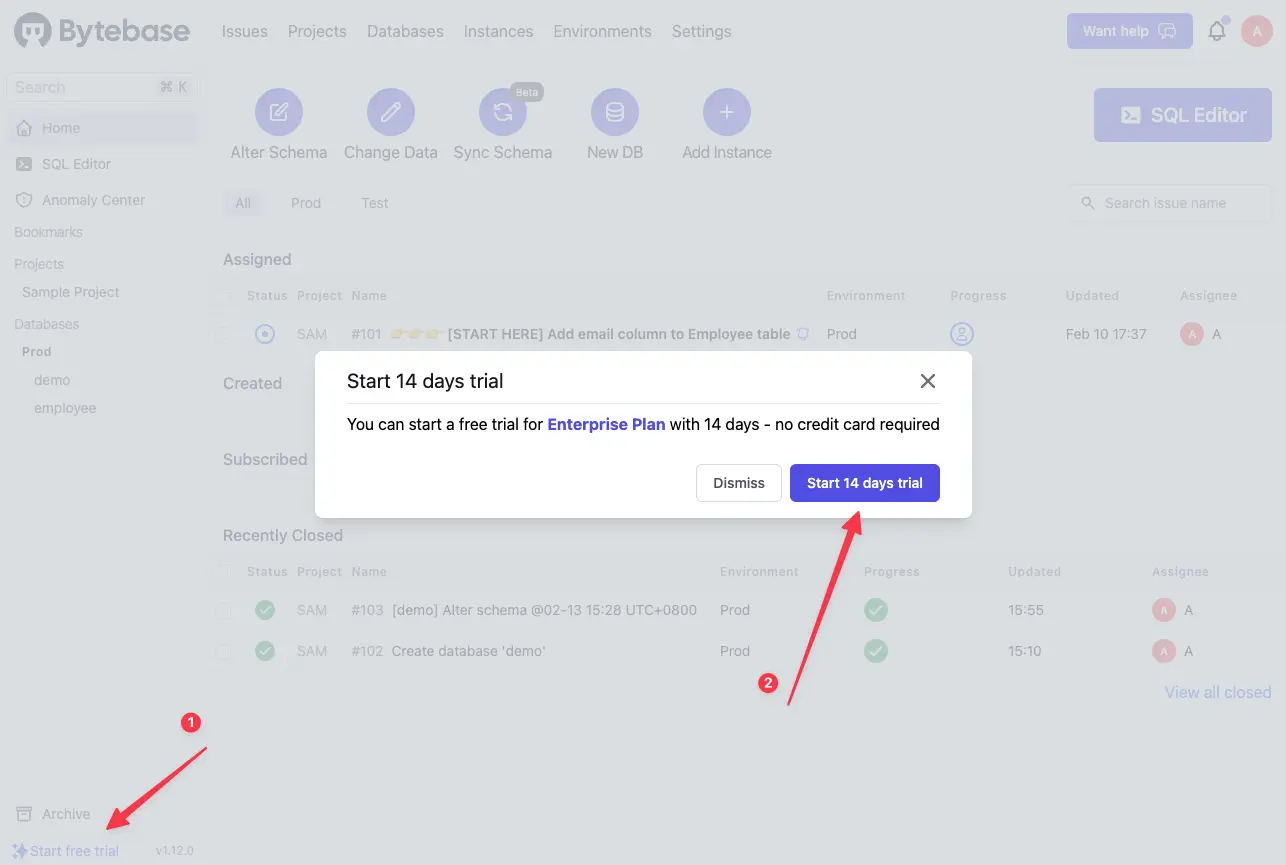 Bytebase Issues Projects Databases Instances Environments Settings Want help A
Search ⌘ K
Home
SQL Editor
Anomaly Center
Bookmarks
Projects
Sample Project
Databases
Prod
demo
employee
Beta
Alter Schema Change Data Sync Schema New DB Add Instance
SQL Editor
All Prod Test Search issue name
Assigned
Status Project Name Environment Progress Updated Assignee
SAM #101 👉👉👉 [START HERE] Add email column to Employee table Prod Feb 10 17:37 A A
Created
Start 14 days trial
You can start a free trial for Enterprise Plan with 14 days - no credit card required
Dismiss Start 14 days trial
Subscribed
Recently Closed
Status Project Name Environment Progress Updated Assignee
SAM #103 [demo] Alter schema @02-13 15:28 UTC+0800 Prod 15:55 A A
SAM #102 Create database 'demo' Prod 15:10 A A
View all closed
2
1
Archive
Start free trial v1.12.0